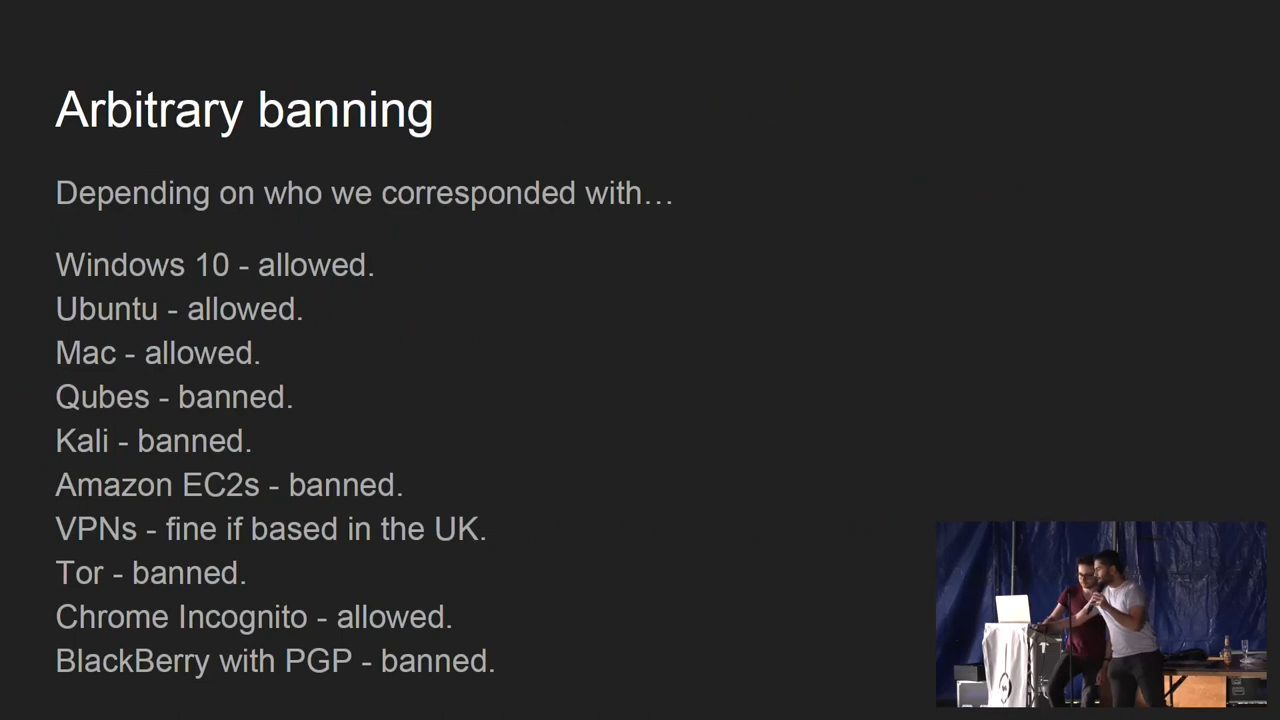 Arbitrary banning
Depending on who we corresponded with…
Windows 10 - allowed.
Ubuntu - allowed.
Mac - allowed.
Qubes - banned.
Kali - banned.
Amazon EC2s - banned.
VPNs - fine if based in the UK.
Tor - banned.
Chrome Incognito - allowed.
BlackBerry with PGP - banned.